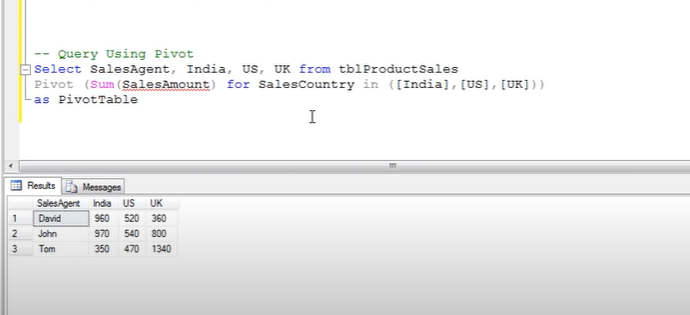 -- Query Using Pivot
Select SalesAgent, India, US, UK from tblProductSales
Pivot (Sum(SalesAmount) for SalesCountry in ([India],[US],[UK]))
as PivotTable
Results Messages
SalesAgent India US UK
1 David 960 520 360
2 John 970 540 800
3 Tom 350 470 1340